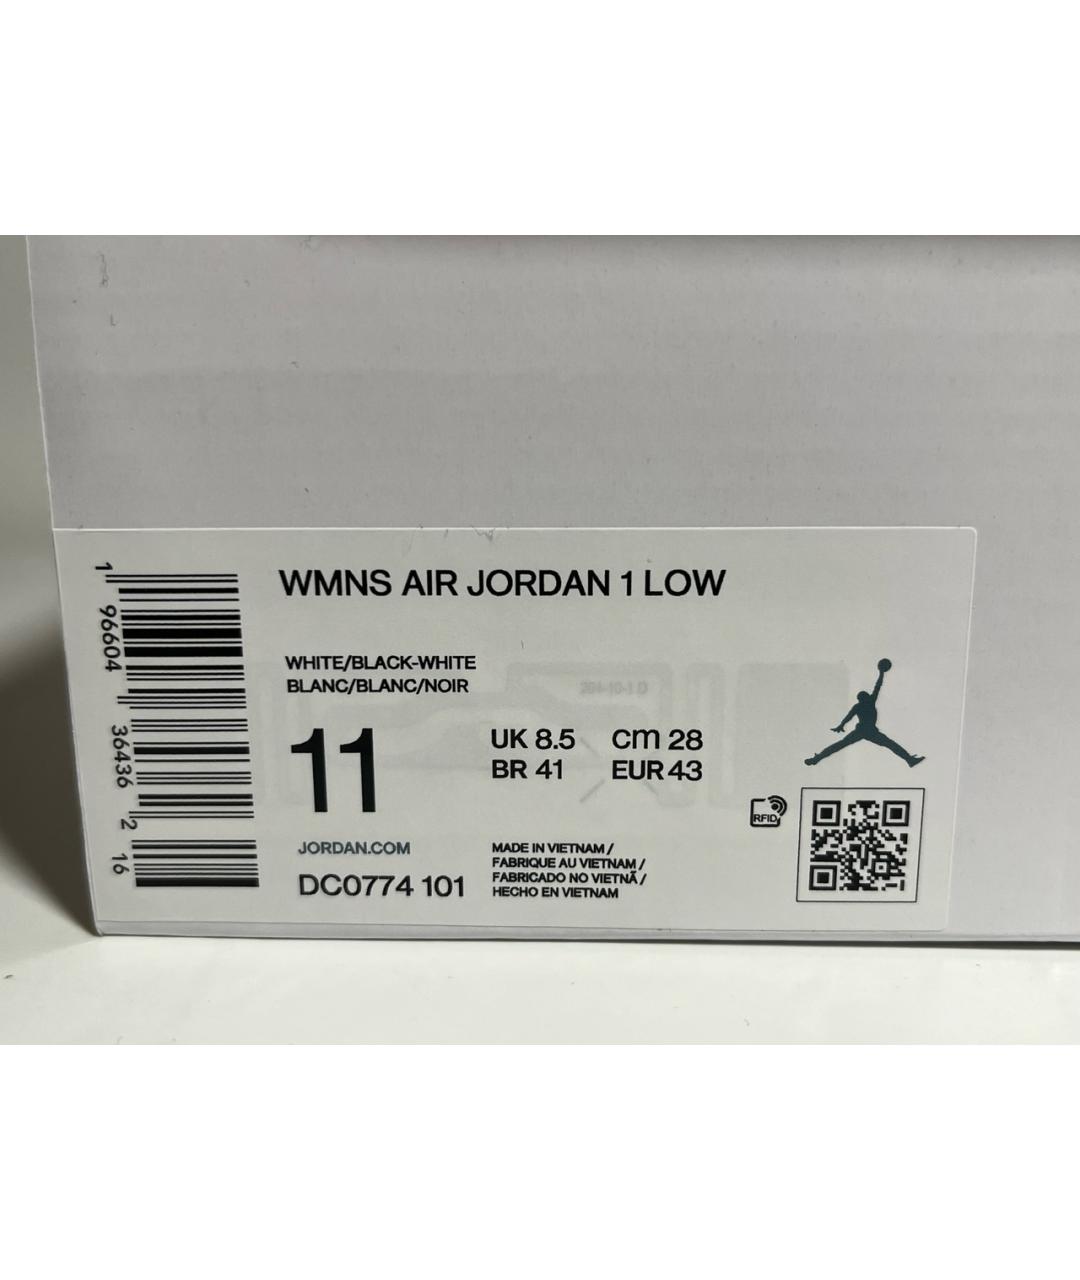 WMNS AIR JORDAN 1 LOW
WHITE/BLACK-WHITE
BLANC/BLANC/NOIR
11
UK 8.5 cm 28
BR 41 EUR 43
JORDAN.COM
DC0774 101
MADE IN VIETNAM /
FABRIQUE AU VIETNAM /
FABRICADO NO VIETNÃ /
HECHO EN VIETNAM
RFID
1 96604 36436 2 16